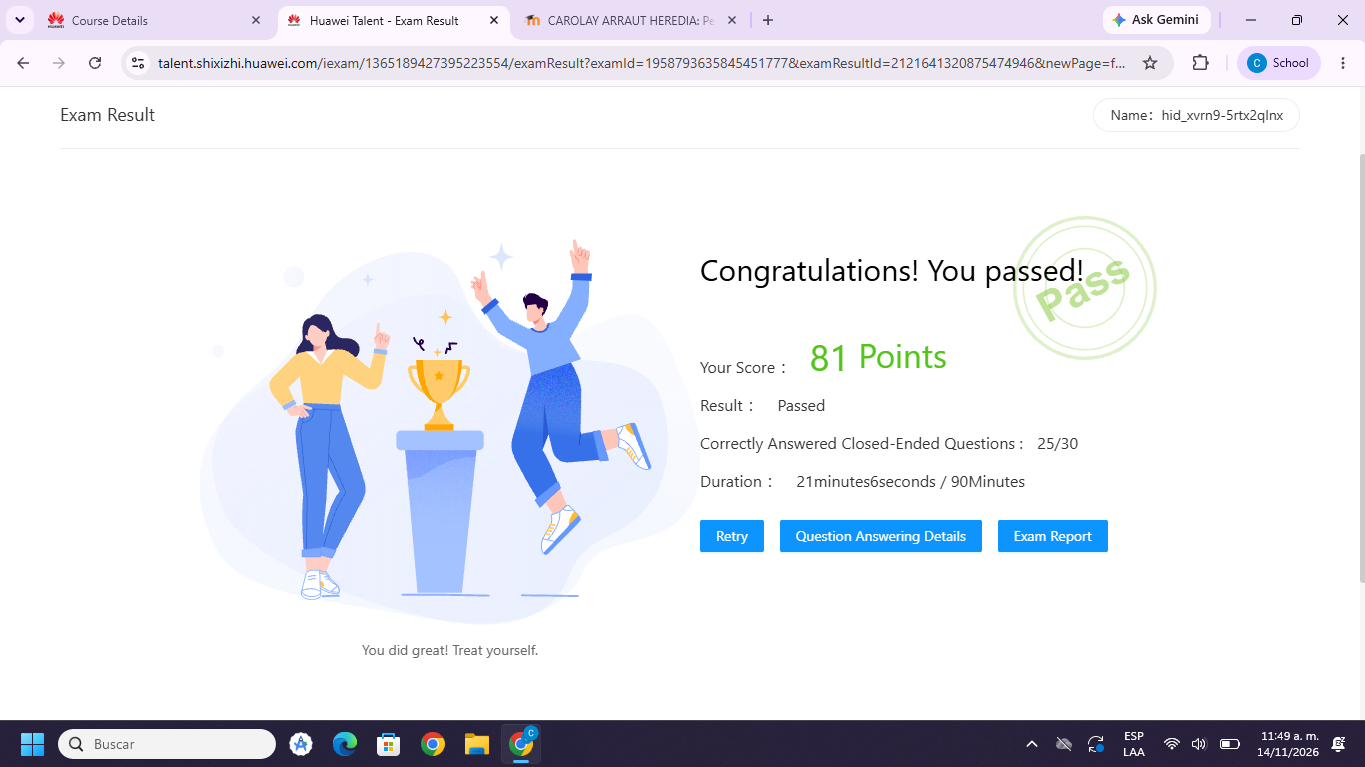 Course Details
Huawei Talent - Exam Result
CAROLAY ARRAUT HEREDIA: Pe
Ask Gemini
talent.shixizhi.huawei.com/iexam/1365189427395223554/examResult?examId=1958793635845451777&examResultId=2121641320875474946&newPage=f...
C School
Exam Result
Name： hid_xvrn9-5rtx2qlnx
Congratulations! You passed!
Pass
Your Score： 81 Points
Result： Passed
Correctly Answered Closed-Ended Questions： 25/30
Duration： 21minutes6seconds / 90Minutes
Retry
Question Answering Details
Exam Report
You did great! Treat yourself.
Buscar
C
ESP
LAA
11:49 a. m.
14/11/2026